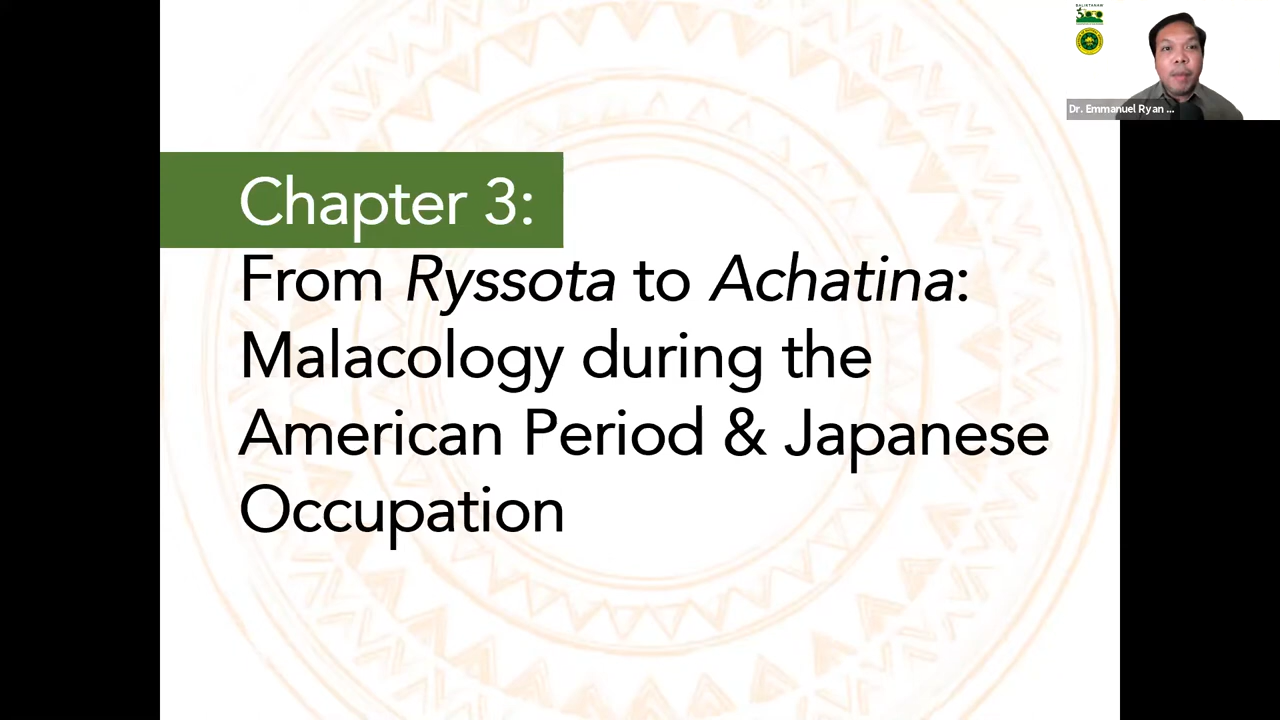 Chapter 3:
From Ryssota to Achatina:
Malacology during the
American Period & Japanese
Occupation
Dr. Emmanuel Ryan ...